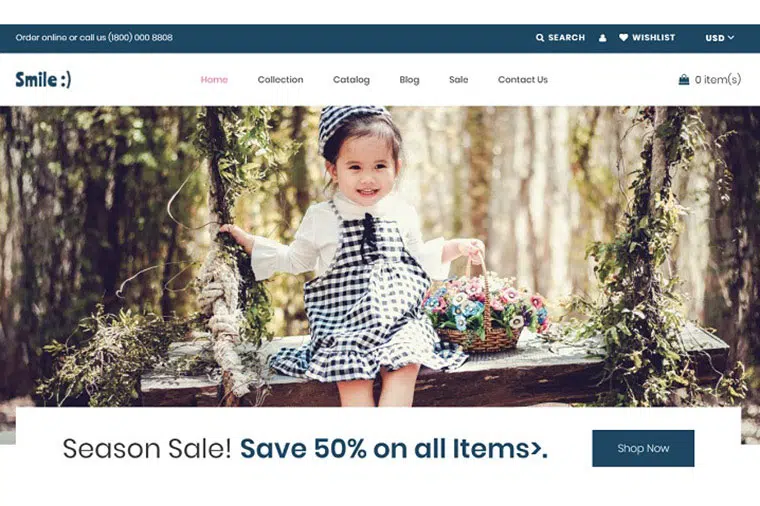 Order online or call us (1800) 000 8808
SEARCH WISHLIST USD
Smile :)
Home Collection Catalog Blog Sale Contact Us
0 item(s)
Season Sale! Save 50% on all Items>.
Shop Now